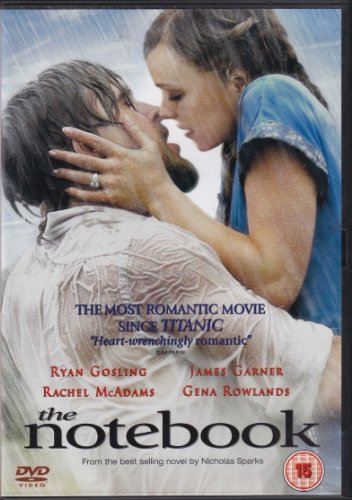 THE MOST ROMANTIC MOVIE
SINCE TITANIC
"Heart-wrenchingly romantic"
EMPIRE
RYAN GOSLING JAMES GARNER
RACHEL MCADAMS GENA ROWLANDS
the
notebook
From the best selling novel by Nicholas Sparks
DVD
VIDEO
15